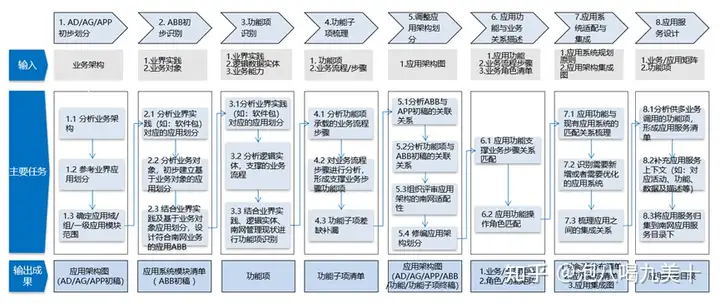 1. AD/AG/APP
初步划分
2. ABB初
步识别
3.功能项
识别
4.功能子
项梳理
5.调整应
用架构划
分
6. 应用功
能与业务
关系描述
7.应用系
统适配与
集成
8.应用服
务设计
输入
业务架构
1.业界实践
2.业务对象
1.业界实践
2.逻辑数据实体
3.业务能力
1. 功能项
2.业务流程/步骤
1.应用架构图
1.应用功能
2.业务流程步骤
3.业务角色清单
1.应用系统规划
原则
2.应用架构集成
图
1.业务/应用矩阵
2.功能项
主要任务
1.1 分析业务架
构
1.2 参考业界应
用划分
1.3 确定应用域/
组/一级应用模块
范围
2.1 分析业界实
践（如：软件包）
对应的应用划分
2.2 分析业务对
象，初步建立基
于业务对象的应
用划分
2.3 结合业界实
践及基于业务对
象应用划分，设
计符合南网业务
的应用ABB
3.1分析业界实践
（如：软件包）
对应的应用划分
3.2 分析逻辑实
体、支撑的业务
流程
3.3 结合业界实
践、逻辑实体、
南网管理现状进
行功能项识别
4.1 分析功能项
承载的业务流程
步骤
4.2 对业务流程
步骤进行分析，
形成支撑业务步
骤功能项
4.3 功能子项差
缺补漏
5.1分析ABB与
APP初稿的关联
关系
5.2分析功能项与
ABB初稿的关联
关系
5.3组织评审应用
架构的南网适配
性
5.4 修编应用架
构划分
6.1 应用功能支
撑业务步骤关系
匹配
6.2 应用功能操
作角色匹配
7.1 应用功能与
现有应用系统的
匹配关系梳理
7.2 识别需要新
增或者需要优化
的应用系统
7.3 梳理应用之
间的集成关系
8.1分析供多业务
调用的功能项，
形成应用服务清
单
8.2补充应用服务
上下文（如：对
应活动、功能、
数据及描述等）
8.3将应用服务归
集到南网应用服
务目录下
输出成
果
应用架构图
(AD/AG/APP初稿)
应用系统模块清单
（ABB初稿）
功能项
功能子项清单
应用架构图
(AD/AG/APP/ABB
/功能/功能子项终稿)
3.应用集成图
知乎